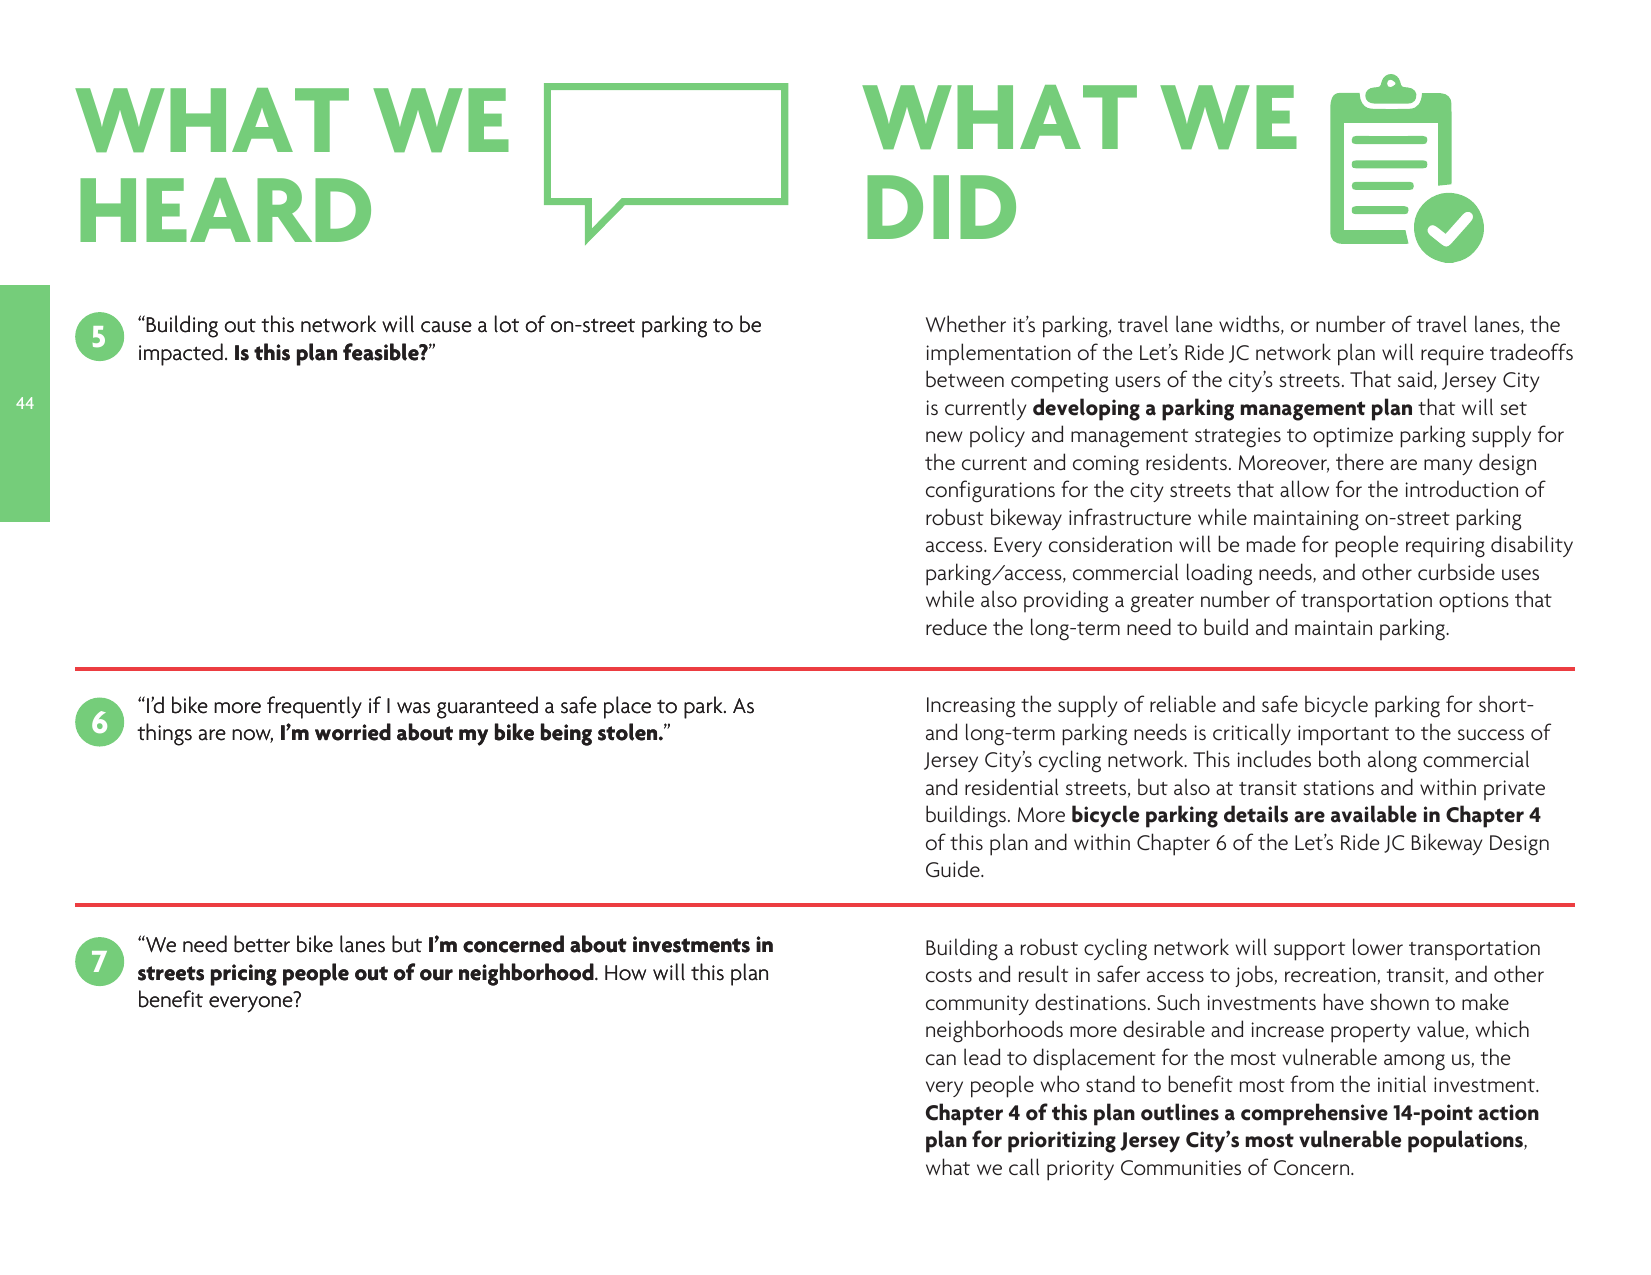 WHAT WE
HEARD
WHAT WE
DID
44
5
“Building out this network will cause a lot of on-street parking to be
impacted. Is this plan feasible?”
Whether it’s parking, travel lane widths, or number of travel lanes, the
implementation of the Let’s Ride JC network plan will require tradeoffs
between competing users of the city’s streets. That said, Jersey City
is currently developing a parking management plan that will set
new policy and management strategies to optimize parking supply for
the current and coming residents. Moreover, there are many design
configurations for the city streets that allow for the introduction of
robust bikeway infrastructure while maintaining on-street parking
access. Every consideration will be made for people requiring disability
parking/access, commercial loading needs, and other curbside uses
while also providing a greater number of transportation options that
reduce the long-term need to build and maintain parking.
6
“I’d bike more frequently if I was guaranteed a safe place to park. As
things are now, I’m worried about my bike being stolen.”
Increasing the supply of reliable and safe bicycle parking for short-
and long-term parking needs is critically important to the success of
Jersey City’s cycling network. This includes both along commercial
and residential streets, but also at transit stations and within private
buildings. More bicycle parking details are available in Chapter 4
of this plan and within Chapter 6 of the Let’s Ride JC Bikeway Design
Guide.
7
“We need better bike lanes but I’m concerned about investments in
streets pricing people out of our neighborhood. How will this plan
benefit everyone?
Building a robust cycling network will support lower transportation
costs and result in safer access to jobs, recreation, transit, and other
community destinations. Such investments have shown to make
neighborhoods more desirable and increase property value, which
can lead to displacement for the most vulnerable among us, the
very people who stand to benefit most from the initial investment.
Chapter 4 of this plan outlines a comprehensive 14-point action
plan for prioritizing Jersey City’s most vulnerable populations,
what we call priority Communities of Concern.